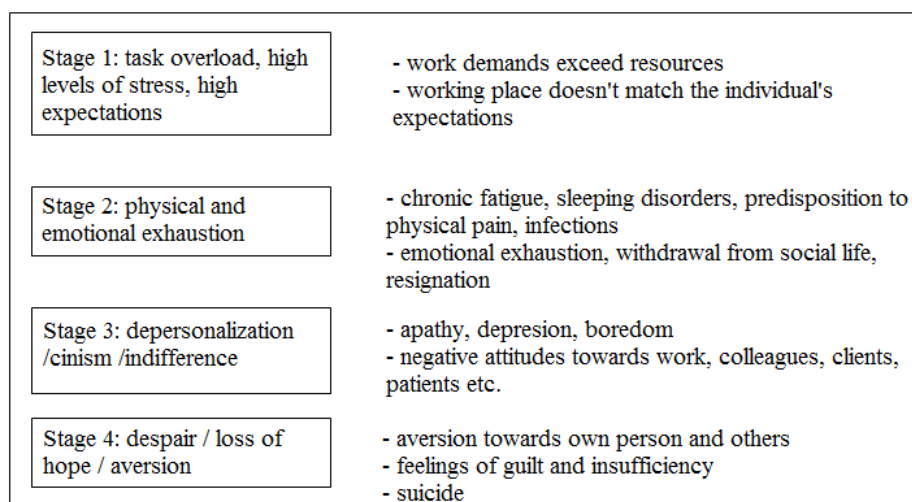 Stage 1: task overload, high
levels of stress, high
expectations
- work demands exceed resources
- working place doesn't match the individual's
expectations
Stage 2: physical and
emotional exhaustion
- chronic fatigue, sleeping disorders, predisposition to
physical pain, infections
- emotional exhaustion, withdrawal from social life,
resignation
Stage 3: depersonalization
/cinism /indifference
- apathy, depresion, boredom
- negative attitudes towards work, colleagues, clients,
patients etc.
Stage 4: despair / loss of
hope / aversion
- aversion towards own person and others
- feelings of guilt and insufficiency
- suicide